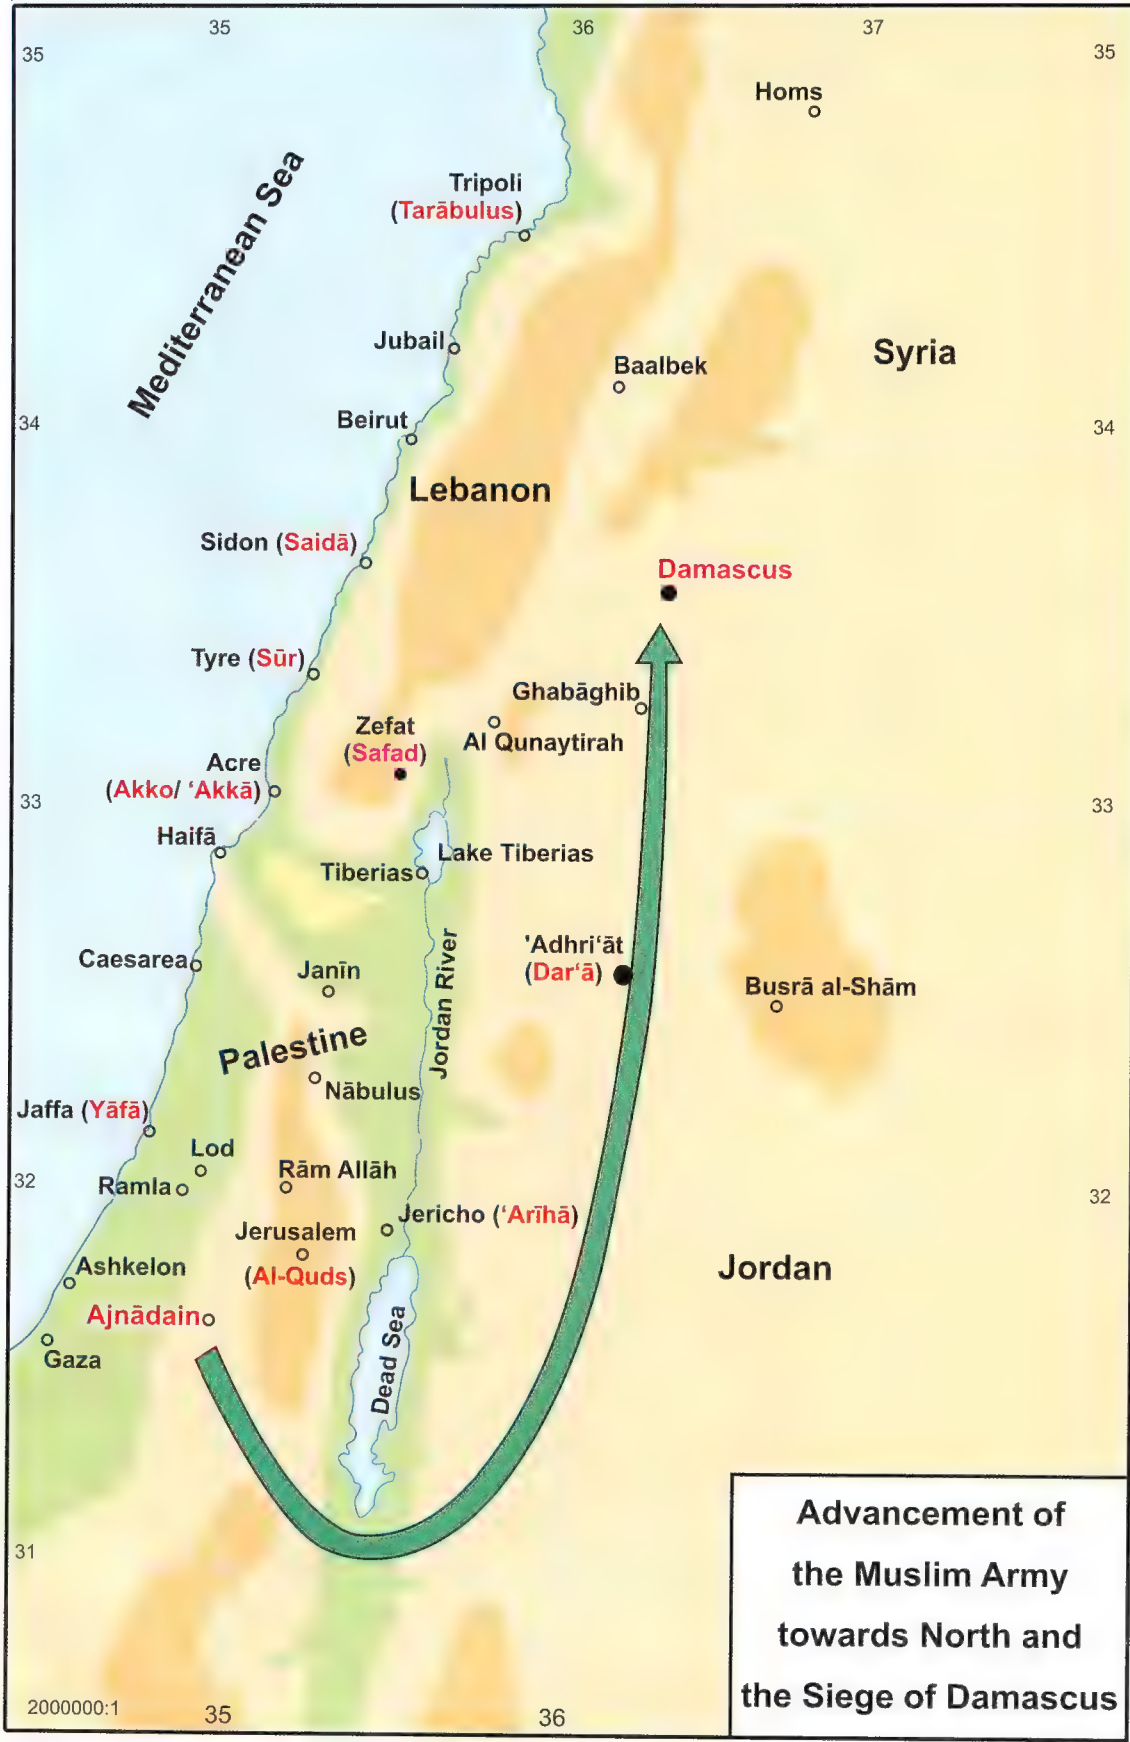 35
36
37
35
35
Homs
Mediterranean Sea
Tripoli
(Tarābulus)
Jubail
Baalbek
Syria
34
Beirut
34
Lebanon
Sidon (Saidā)
Damascus
Tyre (Sūr)
Ghabāghib
Zefat
(Safad)
Al Qunaytirah
Acre
(Akko/ ‘Akkā)
33
33
Haifā
Lake Tiberias
Tiberias
'Adhri‘āt
(Dar‘ā)
Caesarea
Janīn
Jordan River
Busrā al-Shām
Palestine
Nābulus
Jaffa (Yāfā)
Lod
Rām Allāh
32
Ramla
32
Jericho (‘Arīhā)
Jerusalem
(Al-Quds)
Ashkelon
Jordan
Ajnādain
Gaza
Dead Sea
31
Advancement of
the Muslim Army
towards North and
the Siege of Damascus
2000000:1
35
36